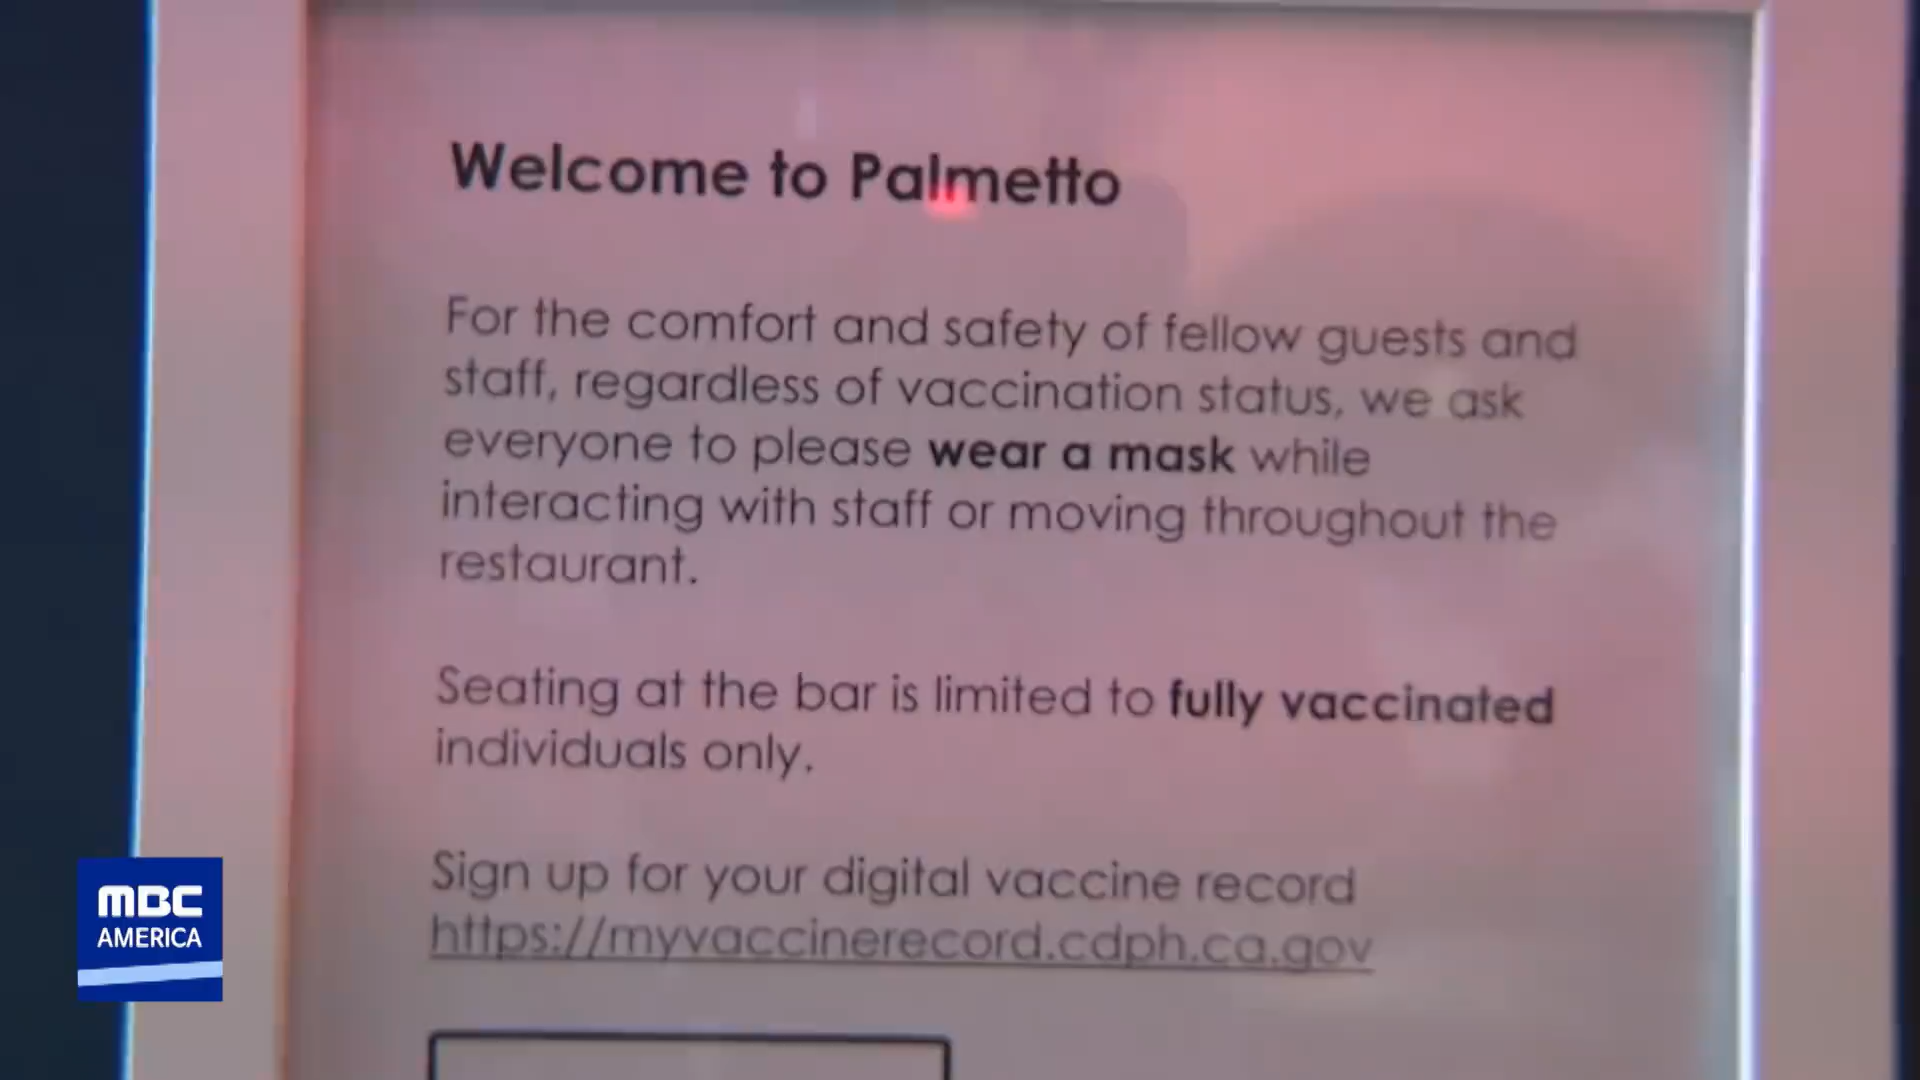 Welcome to Palmetto
For the comfort and safety of fellow guests and
staff, regardless of vaccination status, we ask
everyone to please wear a mask while
interacting with staff or moving throughout the
restaurant.
Seating at the bar is limited to fully vaccinated
individuals only.
Sign up for your digital vaccine record
https://myvaccinerecord.cdph.ca.gov
MBC
AMERICA